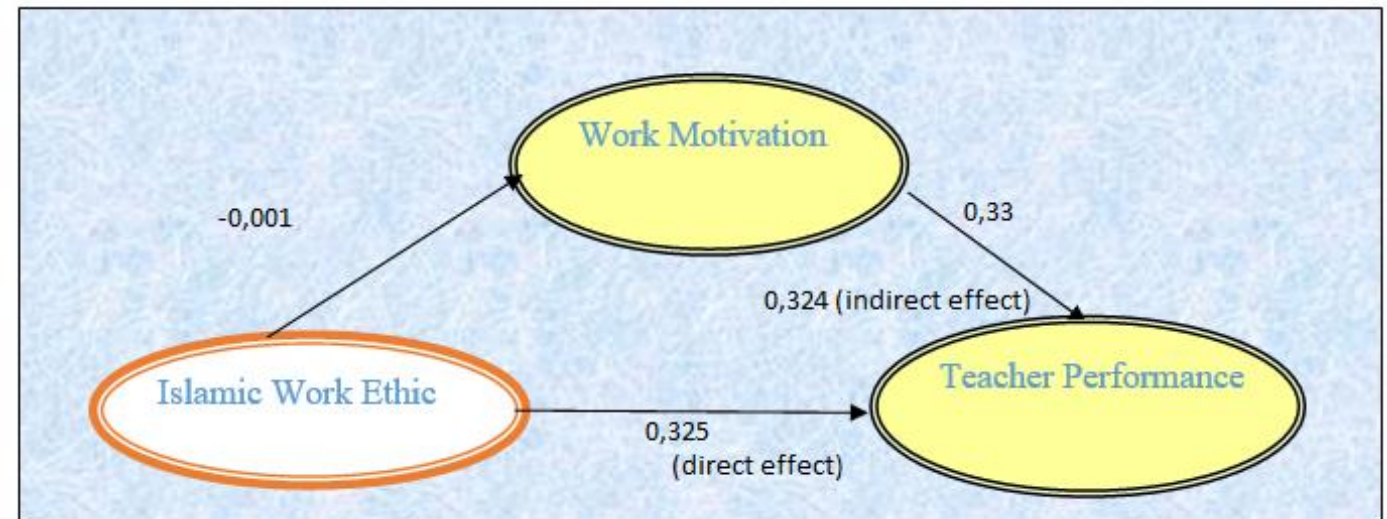 Work Motivation
-0,001
0,33
0,324 (indirect effect)
Islamic Work Ethic
Teacher Performance
0,325
(direct effect)